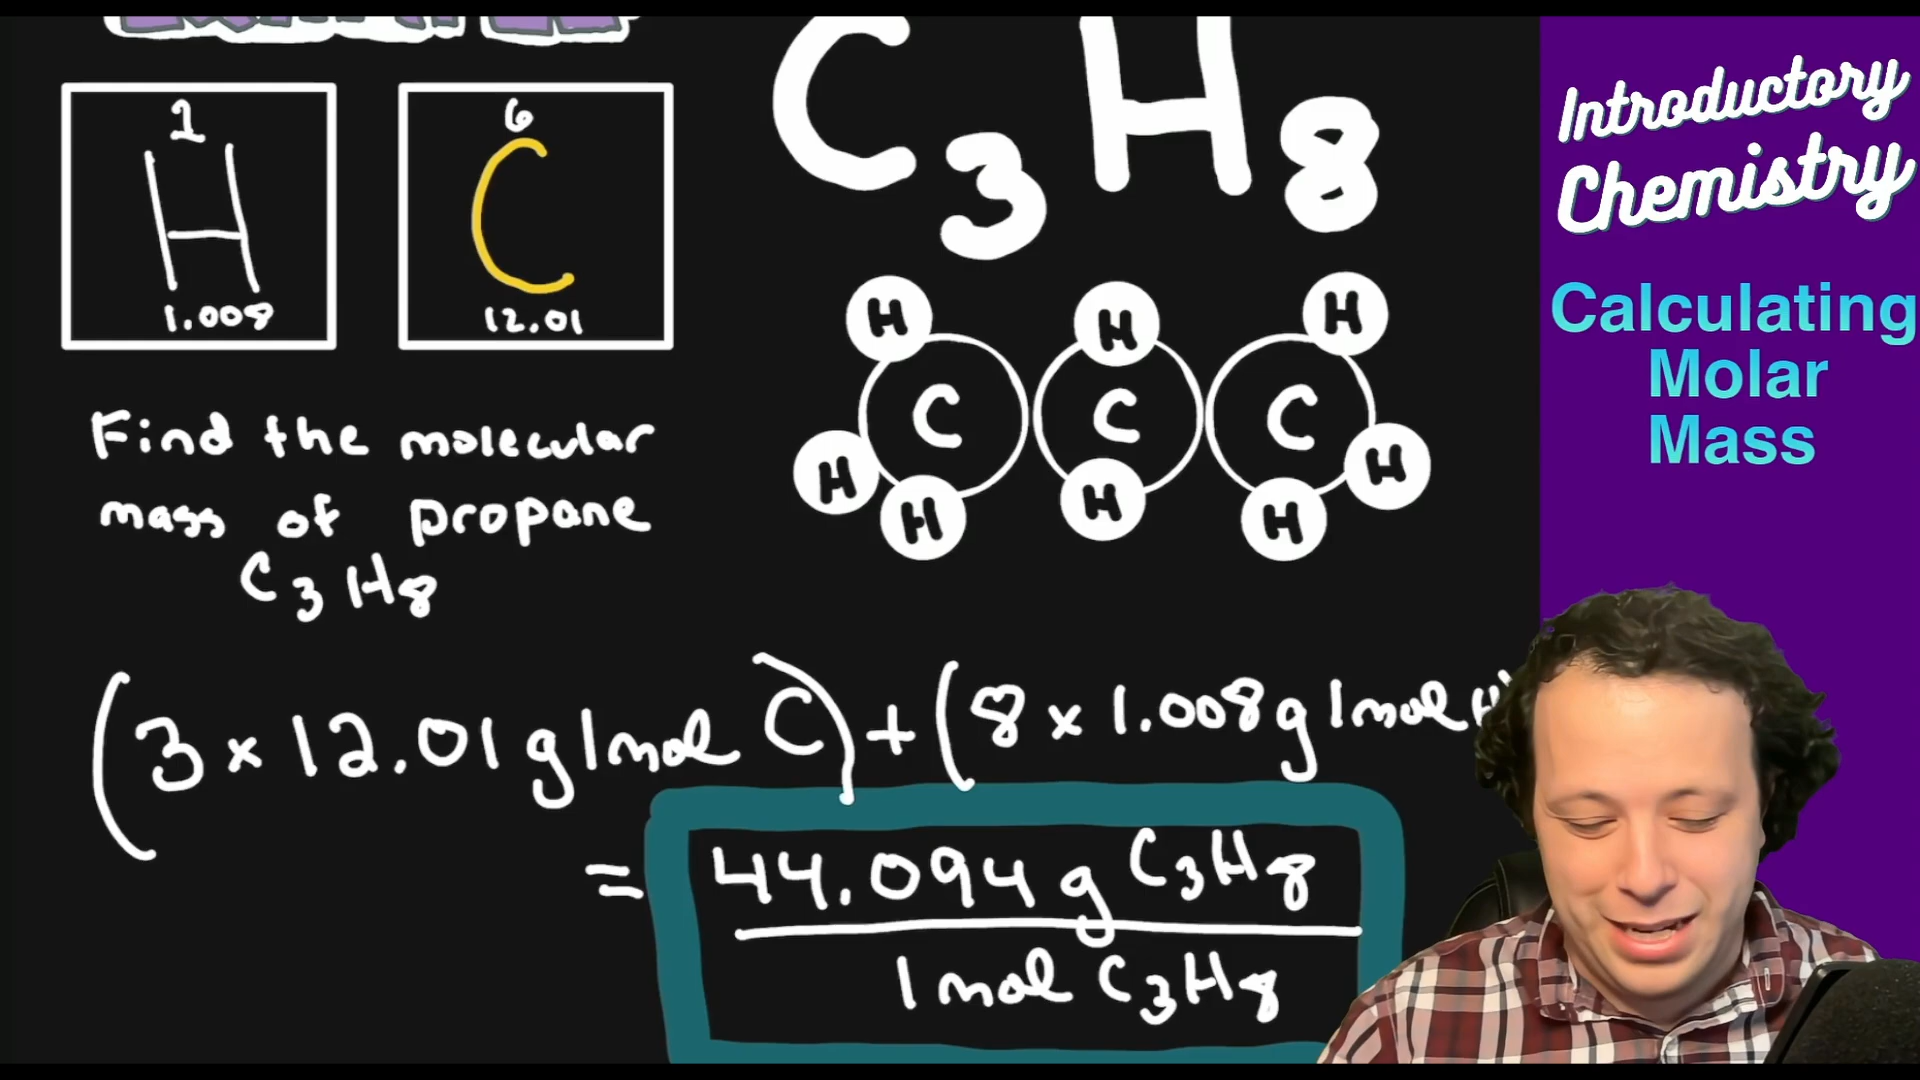 C3H8
1
H
1.008
6
C
12.01
Find the molecular
mass of propane
C3H8
H H H
C C C
H H H H H
(3 x 12.01 g/mol C) + (8 x 1.008 g/mol H)
= 44.094 g C3H8
1 mol C3H8
Introductory
Chemistry
Calculating
Molar
Mass